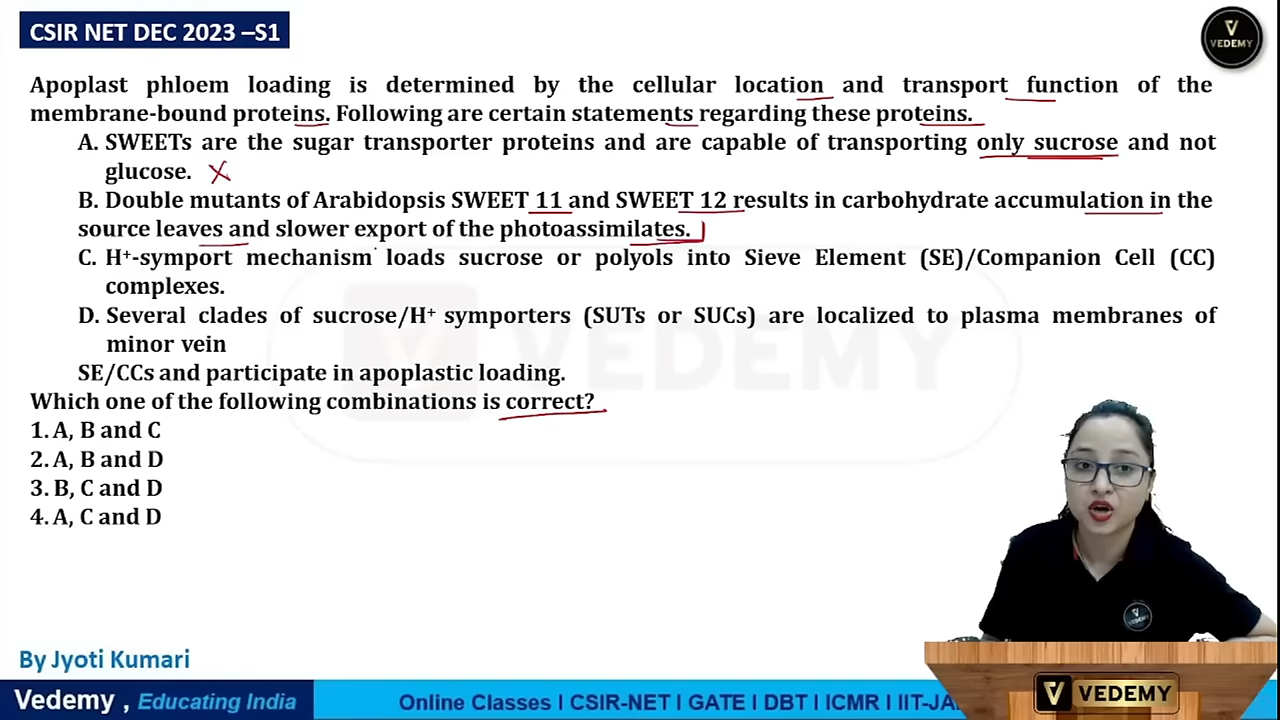 CSIR NET DEC 2023 –S1
VEDEMY
Apoplast phloem loading is determined by the cellular location and transport function of the
membrane-bound proteins. Following are certain statements regarding these proteins.
A. SWEETs are the sugar transporter proteins and are capable of transporting only sucrose and not
glucose.
B. Double mutants of Arabidopsis SWEET 11 and SWEET 12 results in carbohydrate accumulation in the
source leaves and slower export of the photoassimilates.
C. H⁺-symport mechanism loads sucrose or polyols into Sieve Element (SE)/Companion Cell (CC)
complexes.
D. Several clades of sucrose/H⁺ symporters (SUTs or SUCs) are localized to plasma membranes of
minor vein
SE/CCs and participate in apoplastic loading.
Which one of the following combinations is correct?
1. A, B and C
2. A, B and D
3. B, C and D
4. A, C and D
VEDEMY
VEDEMY
By Jyoti Kumari
VEDEMY
Vedemy , Educating India
Online Classes I CSIR-NET I GATE I DBT I ICMR I IIT-JA